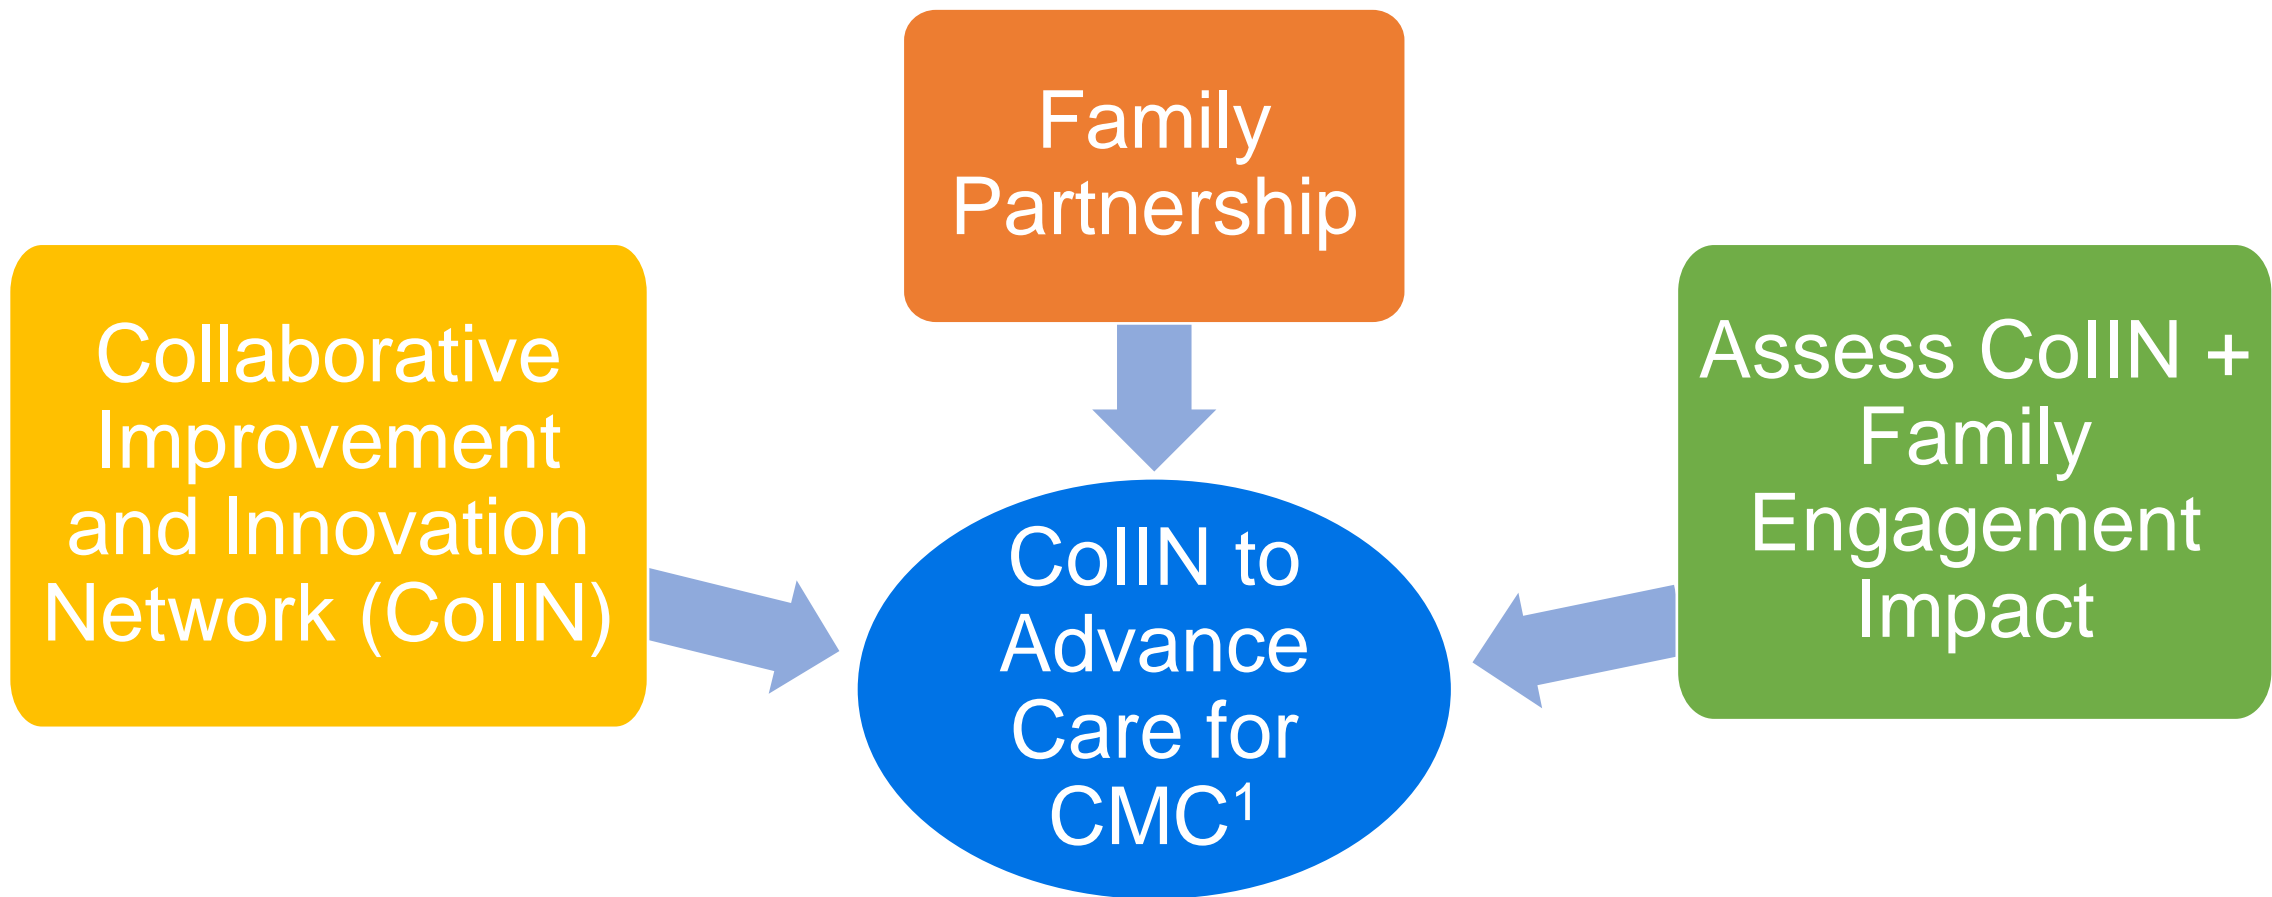 Family
Partnership
Collaborative
Improvement
and Innovation
Network (CoIIN)
Assess CoIIN +
Family
Engagement
Impact
CoIIN to
Advance
Care for
CMC¹